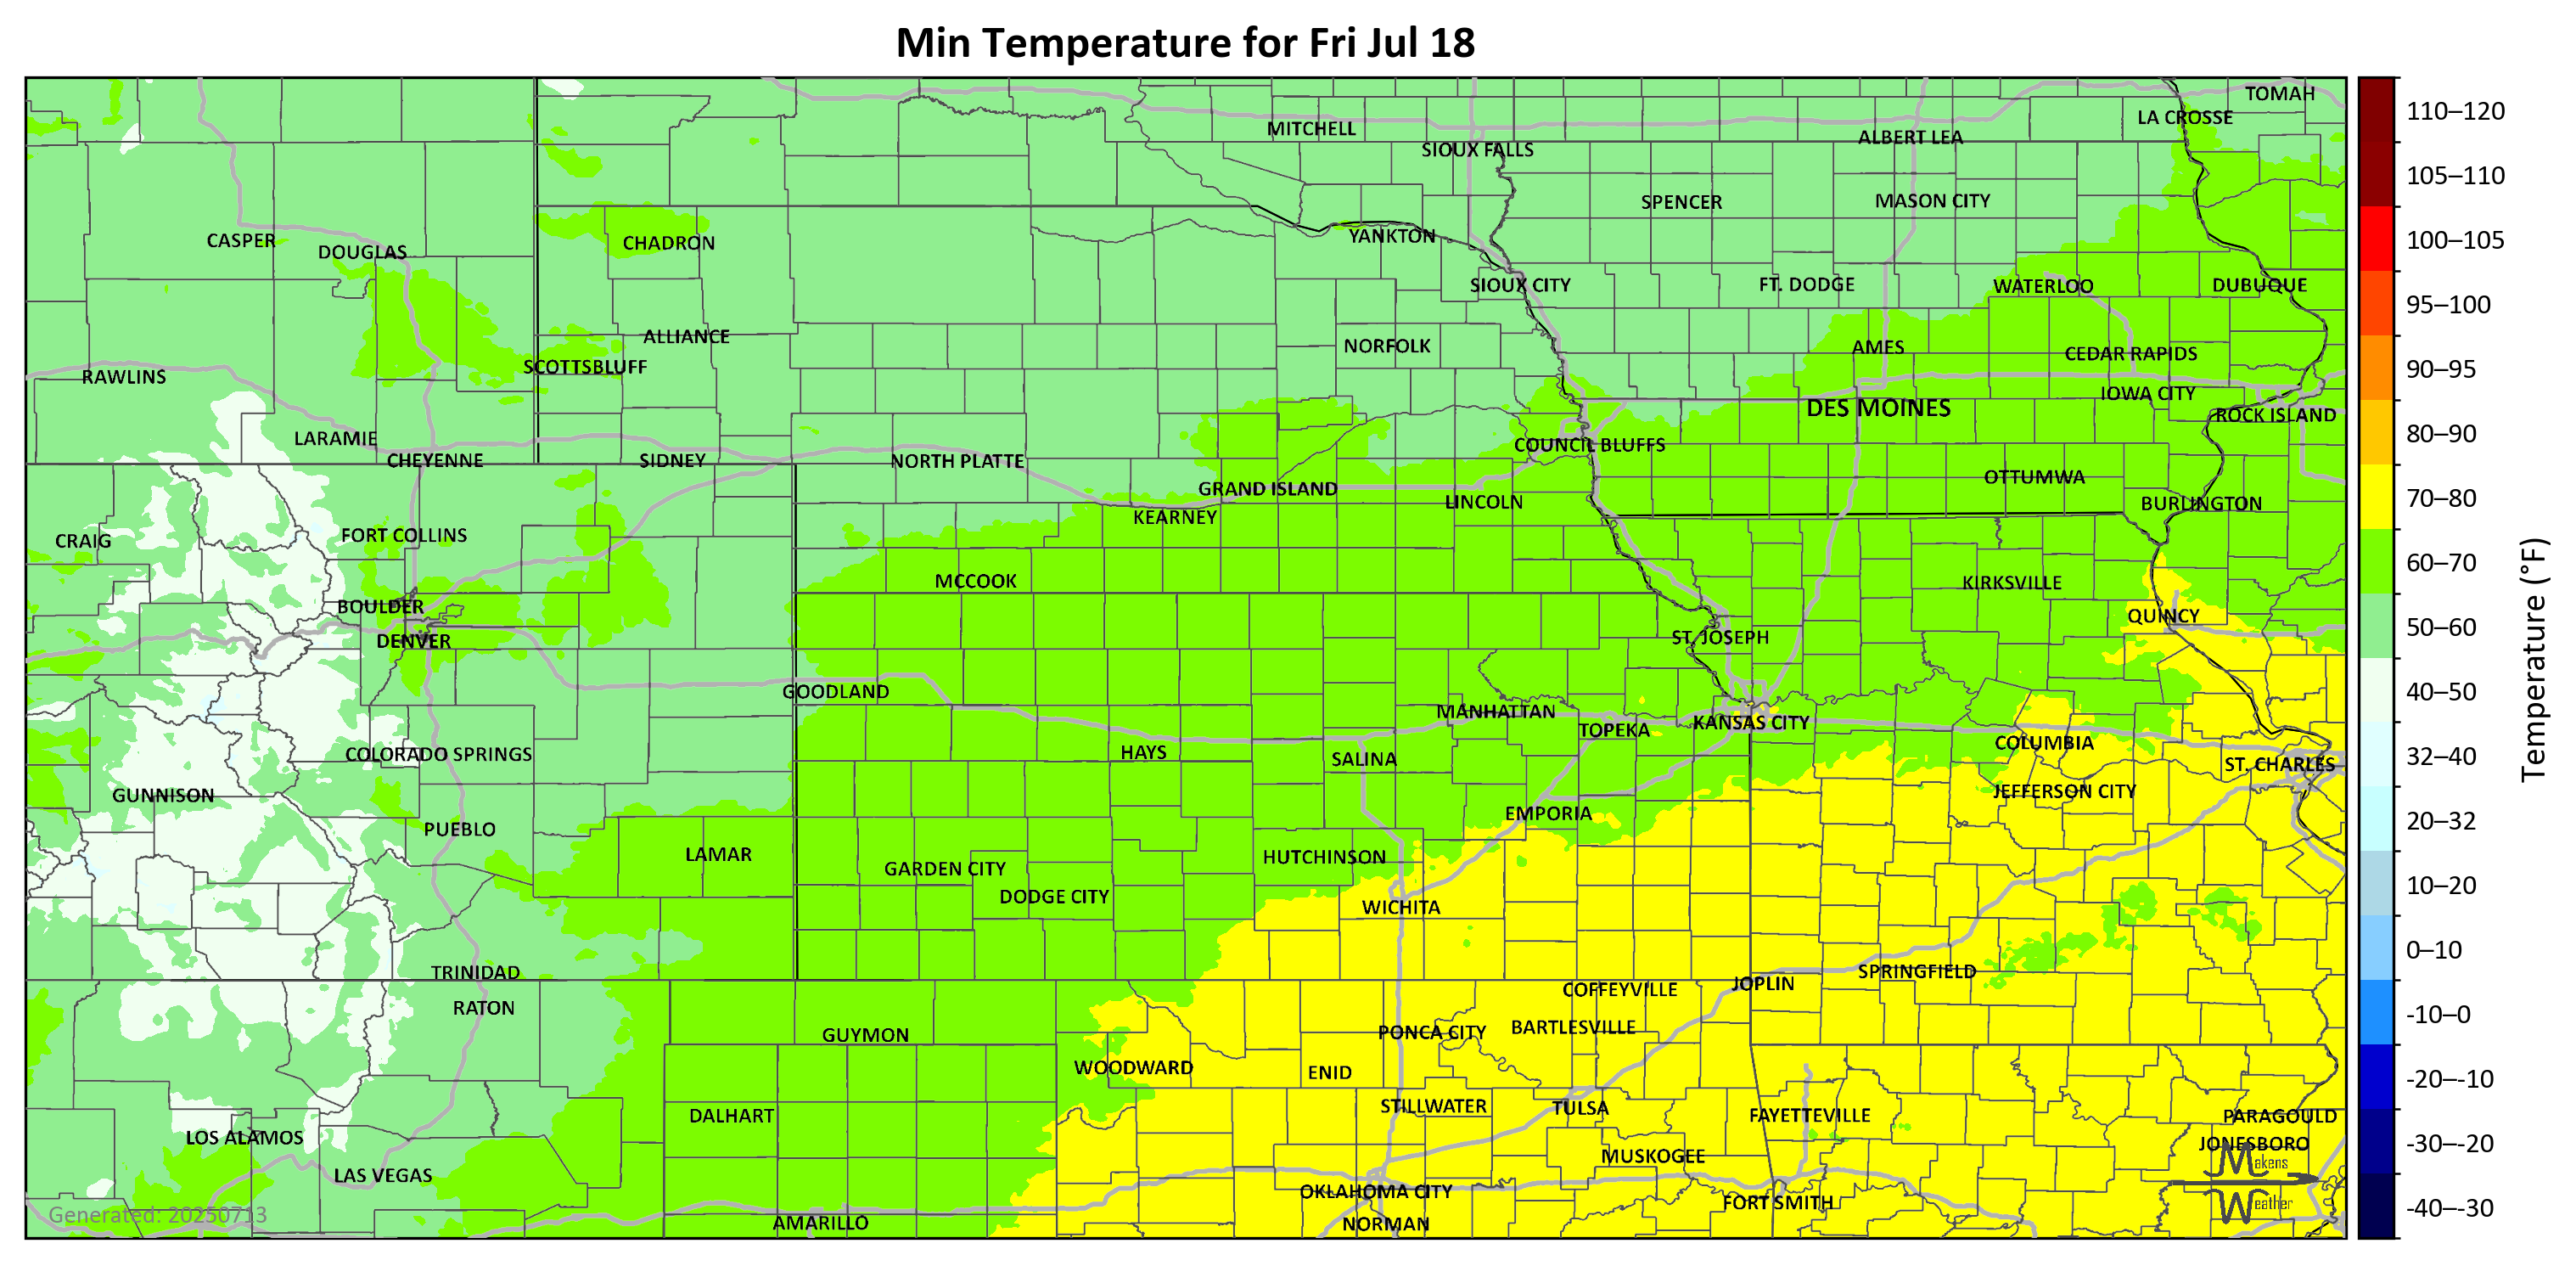 Min Temperature for Fri Jul 18
TOMAH
LA CROSSE
MITCHELL
ALBERT LEA
SIOUX FALLS
SPENCER
MASON CITY
CASPER
DOUGLAS
CHADRON
YANKTON
SIOUX CITY
FT. DODGE
WATERLOO
DUBUQUE
ALLIANCE
NORFOLK
AMES
CEDAR RAPIDS
SCOTTSBLUFF
RAWLINS
IOWA CITY
DES MOINES
ROCK ISLAND
LARAMIE
COUNCIL BLUFFS
CHEYENNE
SIDNEY
NORTH PLATTE
OTTUMWA
GRAND ISLAND
LINCOLN
BURLINGTON
KEARNEY
CRAIG
FORT COLLINS
MCCOOK
KIRKSVILLE
BOULDER
QUINCY
DENVER
ST. JOSEPH
GOODLAND
MANHATTAN
KANSAS CITY
TOPEKA
COLUMBIA
COLORADO SPRINGS
HAYS
SALINA
ST. CHARLES
GUNNISON
JEFFERSON CITY
EMPORIA
PUEBLO
LAMAR
HUTCHINSON
GARDEN CITY
DODGE CITY
WICHITA
TRINIDAD
SPRINGFIELD
JOPLIN
COFFEYVILLE
RATON
BARTLESVILLE
PONCA CITY
GUYMON
WOODWARD
ENID
STILLWATER
TULSA
DALHART
FAYETTEVILLE
PARAGOULD
LOS ALAMOS
JONESBORO
MUSKOGEE
LAS VEGAS
OKLAHOMA CITY
FORT SMITH
AMARILLO
NORMAN
Generated: 20250713
Makens
Weather
110–120
105–110
100–105
95–100
90–95
80–90
70–80
60–70
50–60
40–50
32–40
20–32
10–20
0–10
-10–0
-20–-10
-30–-20
-40–-30
Temperature (°F)